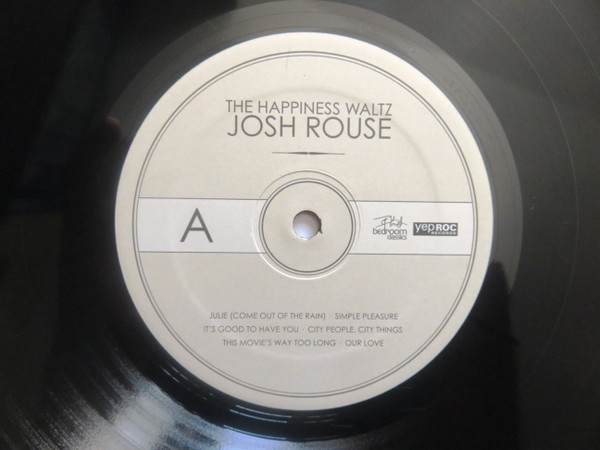 THE HAPPINESS WALTZ
JOSH ROUSE
A
bedroom
classics
yep ROC
RECORDS
JULIE (COME OUT OF THE RAIN) · SIMPLE PLEASURE
IT'S GOOD TO HAVE YOU · CITY PEOPLE, CITY THINGS
THIS MOVIE'S WAY TOO LONG · OUR LOVE